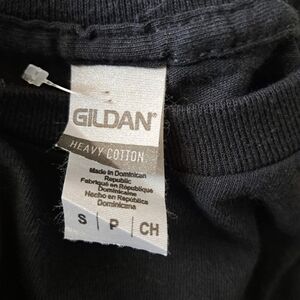 GILDAN®
HEAVY COTTON
Made in Dominican
Republic
Fabriqué en République
Dominicaine
Hecho en República
Dominicana
S | P | CH